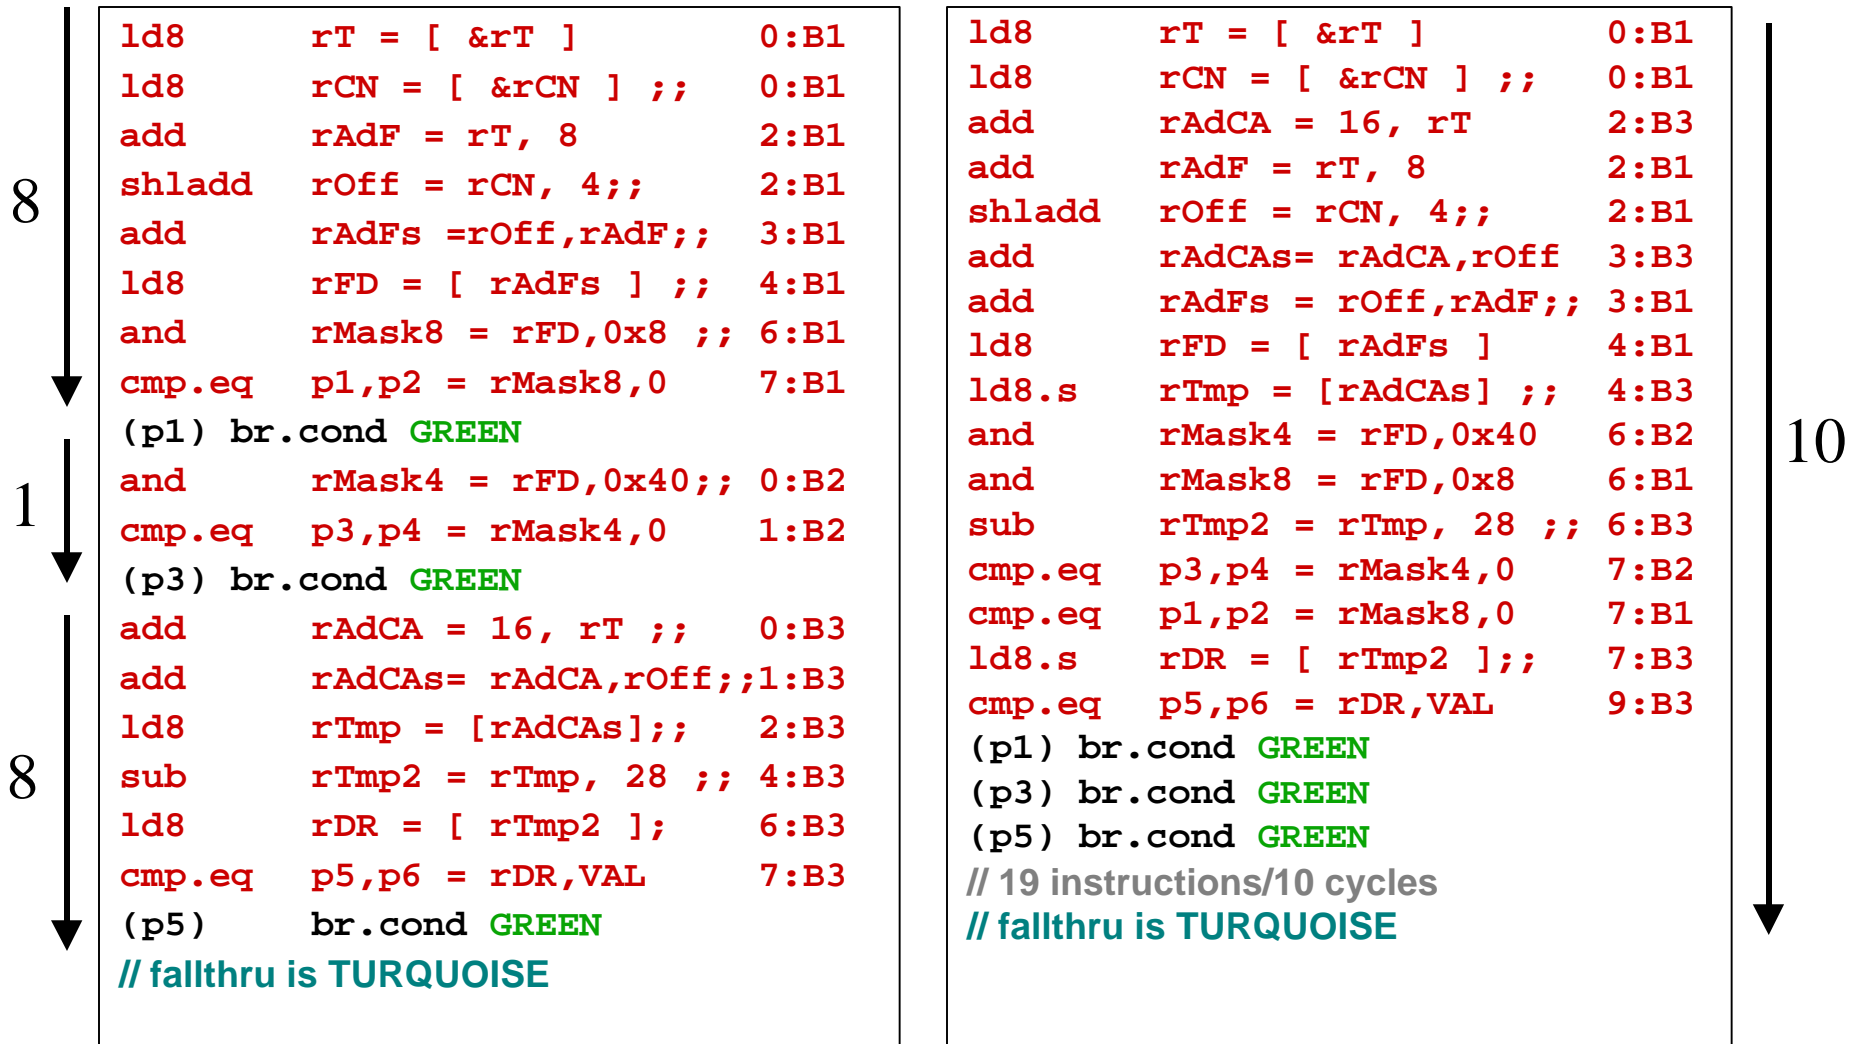 8
1
8
ld8 rT = [ &rT ] 0:B1
ld8 rCN = [ &rCN ] ;; 0:B1
add rAdF = rT, 8 2:B1
shladd rOff = rCN, 4;; 2:B1
add rAdFs =rOff,rAdF;; 3:B1
ld8 rFD = [ rAdFs ] ;; 4:B1
and rMask8 = rFD,0x8 ;; 6:B1
cmp.eq p1,p2 = rMask8,0 7:B1
(p1) br.cond GREEN
and rMask4 = rFD,0x40;; 0:B2
cmp.eq p3,p4 = rMask4,0 1:B2
(p3) br.cond GREEN
add rAdCA = 16, rT ;; 0:B3
add rAdCAs= rAdCA,rOff;;1:B3
ld8 rTmp = [rAdCAs];; 2:B3
sub rTmp2 = rTmp, 28 ;; 4:B3
ld8 rDR = [ rTmp2 ]; 6:B3
cmp.eq p5,p6 = rDR,VAL 7:B3
(p5) br.cond GREEN
// fallthru is TURQUOISE
ld8 rT = [ &rT ] 0:B1
ld8 rCN = [ &rCN ] ;; 0:B1
add rAdCA = 16, rT 2:B3
add rAdF = rT, 8 2:B1
shladd rOff = rCN, 4;; 2:B1
add rAdCAs= rAdCA,rOff 3:B3
add rAdFs = rOff,rAdF;; 3:B1
ld8 rFD = [ rAdFs ] 4:B1
ld8.s rTmp = [rAdCAs] ;; 4:B3
and rMask4 = rFD,0x40 6:B2
and rMask8 = rFD,0x8 6:B1
sub rTmp2 = rTmp, 28 ;; 6:B3
cmp.eq p3,p4 = rMask4,0 7:B2
cmp.eq p1,p2 = rMask8,0 7:B1
ld8.s rDR = [ rTmp2 ];; 7:B3
cmp.eq p5,p6 = rDR,VAL 9:B3
(p1) br.cond GREEN
(p3) br.cond GREEN
(p5) br.cond GREEN
// 19 instructions/10 cycles
// fallthru is TURQUOISE
10